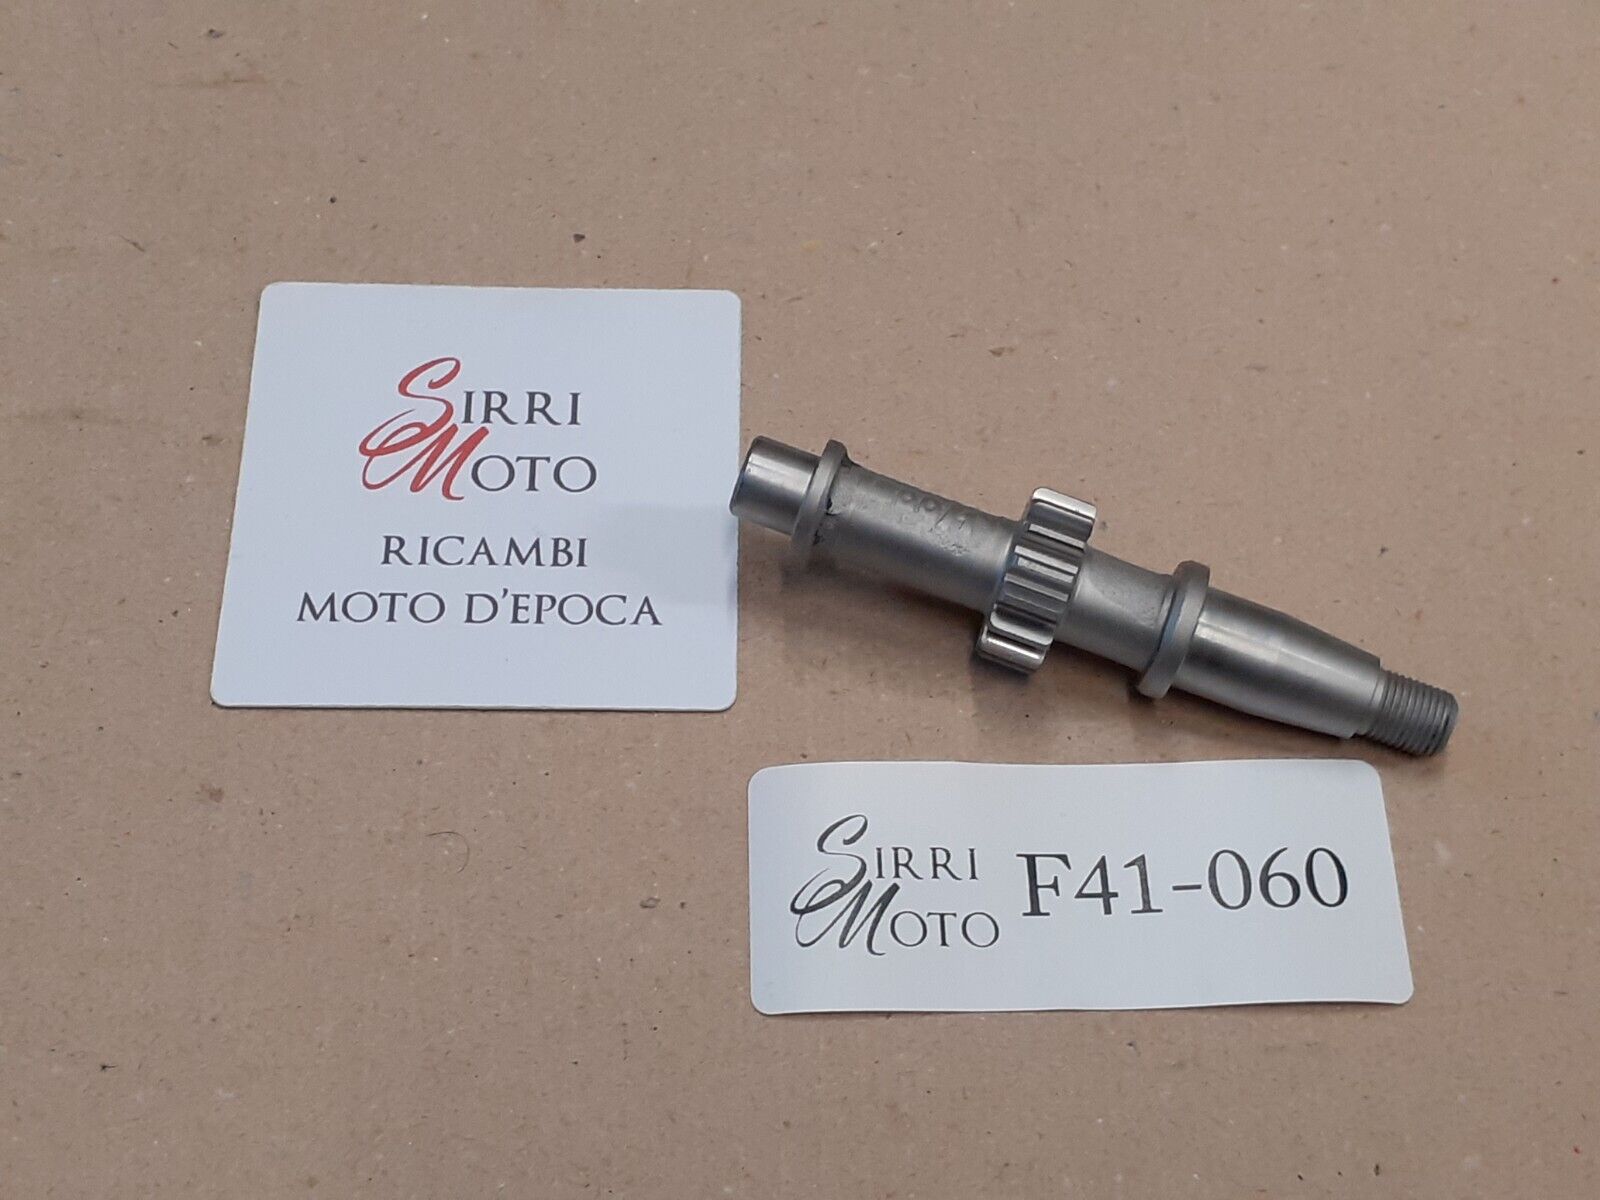 SIRRI
MOTO
RICAMBI
MOTO D'EPOCA
SIRRI
MOTO
F41-060